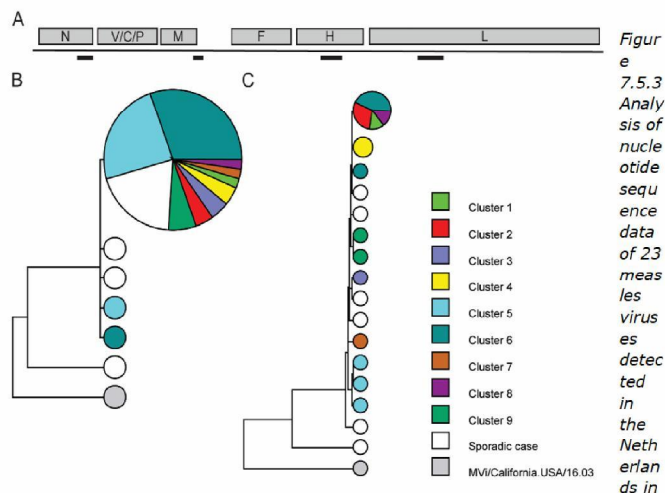 A
N
V/C/P
M
F
H
L
B
C
Cluster 1
Cluster 2
Cluster 3
Cluster 4
Cluster 5
Cluster 6
Cluster 7
Cluster 8
Cluster 9
Sporadic case
MVi/California.USA/16.03
Figur
e
7.5.3
Analy
sis of
nucle
otide
sequ
ence
data
of 23
meas
les
virus
es
detec
ted
in
the
Neth
erlan
ds in